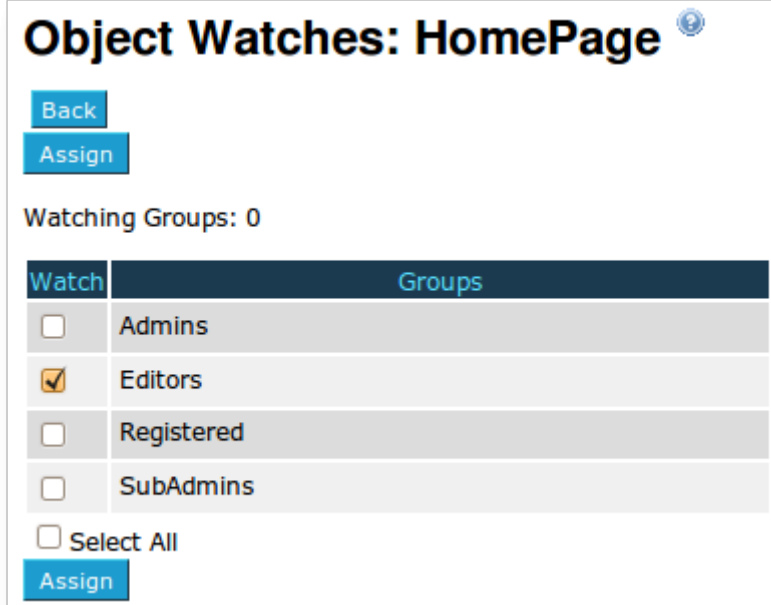 Object Watches: HomePage
Back
Assign
Watching Groups: 0
Watch Groups
Admins
Editors
Registered
SubAdmins
Select All
Assign